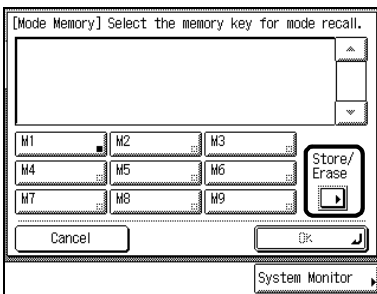 [Mode Memory] Select the memory key for mode recall.
M1 M2 M3
Store/
Erase
M4 M5 M6
M7 M8 M9
Cancel OK
System Monitor